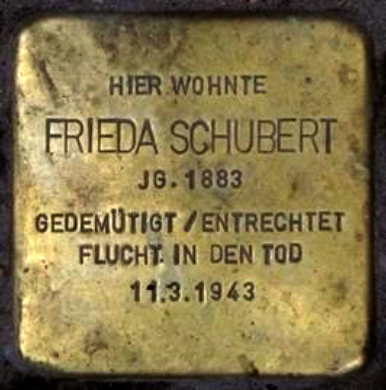 HIER WOHNTE
FRIEDA SCHUBERT
JG. 1883
GEDEMÜTIGT / ENTRECHTET
FLUCHT IN DEN TOD
11.3.1943